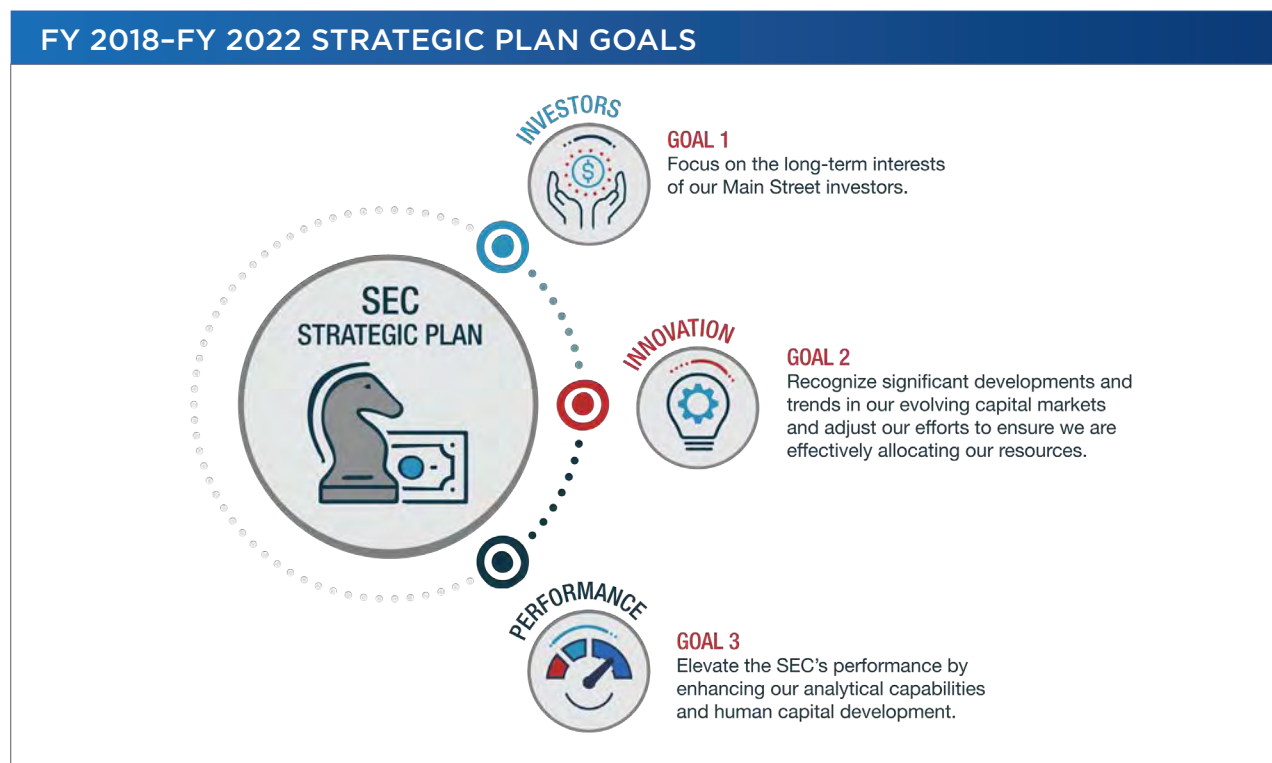 FY 2018–FY 2022 STRATEGIC PLAN GOALS
INVESTORS
GOAL 1
Focus on the long-term interests
of our Main Street investors.
SEC
STRATEGIC PLAN
$
INNOVATION
GOAL 2
Recognize significant developments and
trends in our evolving capital markets
and adjust our efforts to ensure we are
effectively allocating our resources.
PERFORMANCE
GOAL 3
Elevate the SEC's performance by
enhancing our analytical capabilities
and human capital development.